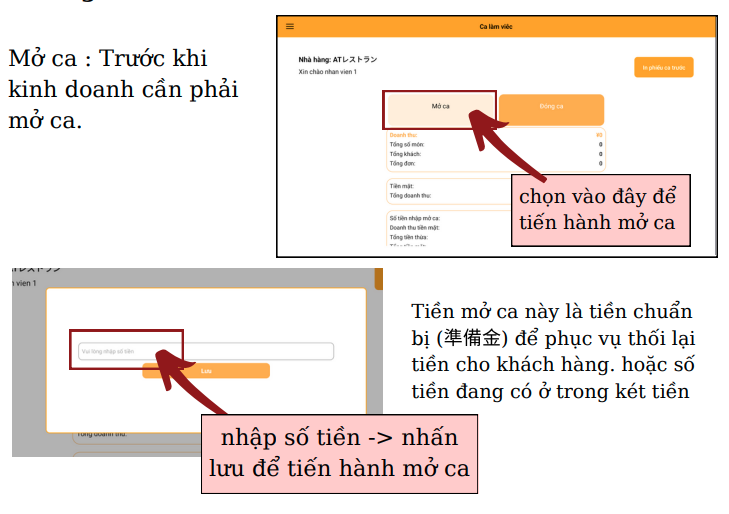 Ca làm việc
Mở ca : Trước khi
kinh doanh cần phải
mở ca.
Nhà hàng: ATレストラン
Xin chào nhan vien 1
In phiếu ca trước
Mở ca
Đóng ca
Doanh thu: ¥0
Tổng số món: 0
Tổng khách: 0
Tổng đơn: 0
Tiền mặt:
Tổng doanh thu:
Số tiền nhập mở ca:
Doanh thu tiền mặt:
Tổng tiền thừa:
chọn vào đây để
tiến hành mở ca
vien 1
Vui lòng nhập số tiền
Lưu
Tổng doanh thu:
Tiền mở ca này là tiền chuẩn
bị (準備金) để phục vụ thối lại
tiền cho khách hàng. hoặc số
tiền đang có ở trong két tiền
nhập số tiền -> nhấn
lưu để tiến hành mở ca